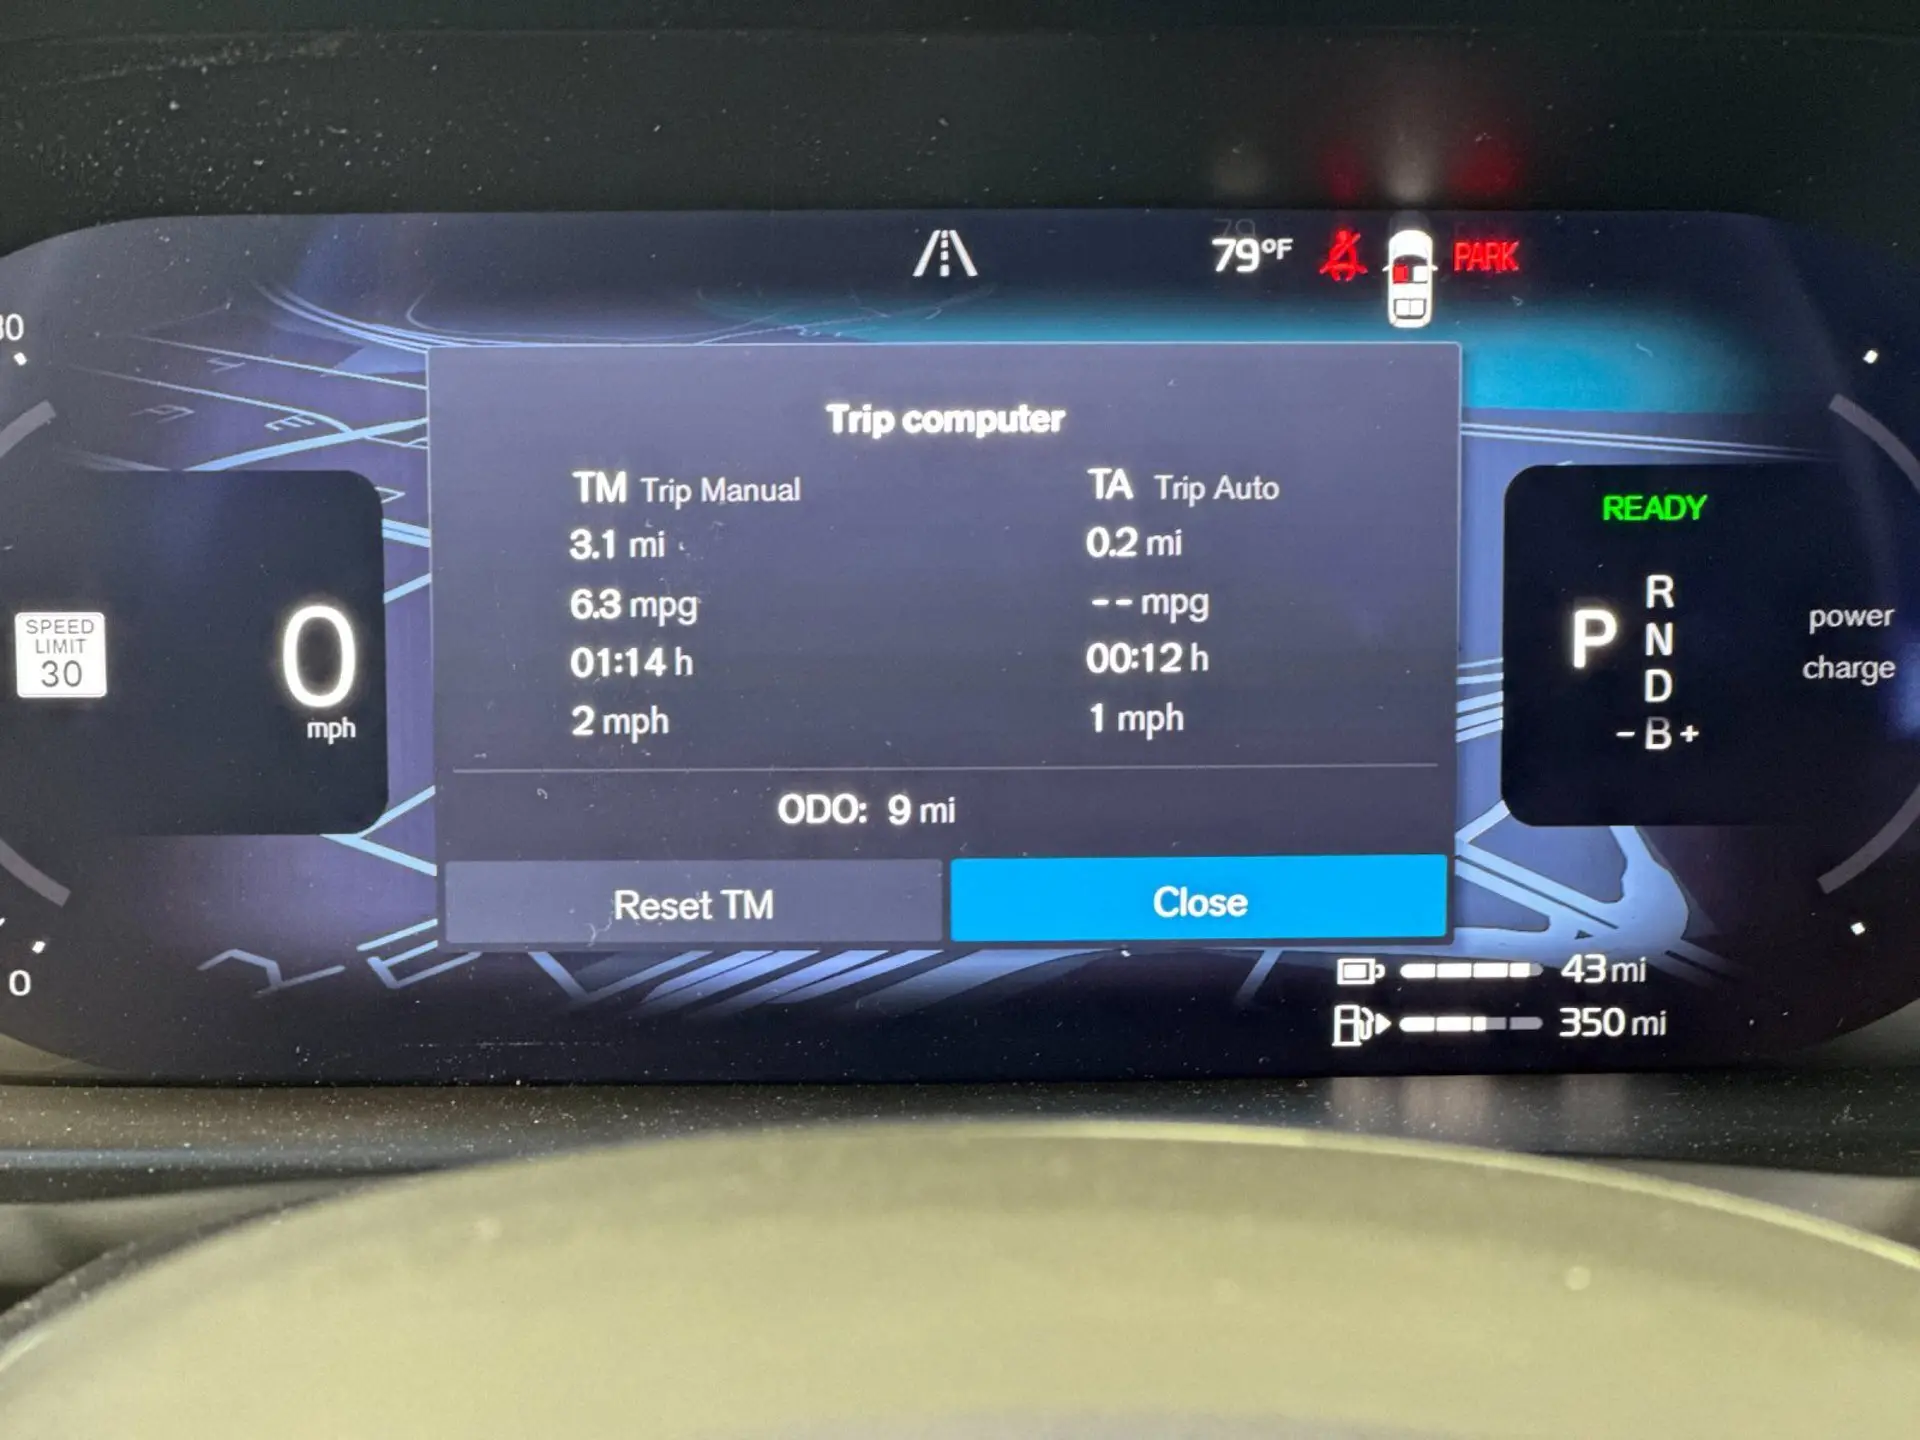 79°F PARK
Trip computer
TM Trip Manual
3.1 mi
6.3 mpg
01:14 h
2 mph
TA Trip Auto
0.2 mi
-- mpg
00:12 h
1 mph
ODO: 9 mi
Reset TM
Close
SPEED
LIMIT
30
0
mph
0
READY
P
R
N
D
- B +
power
charge
43 mi
350 mi